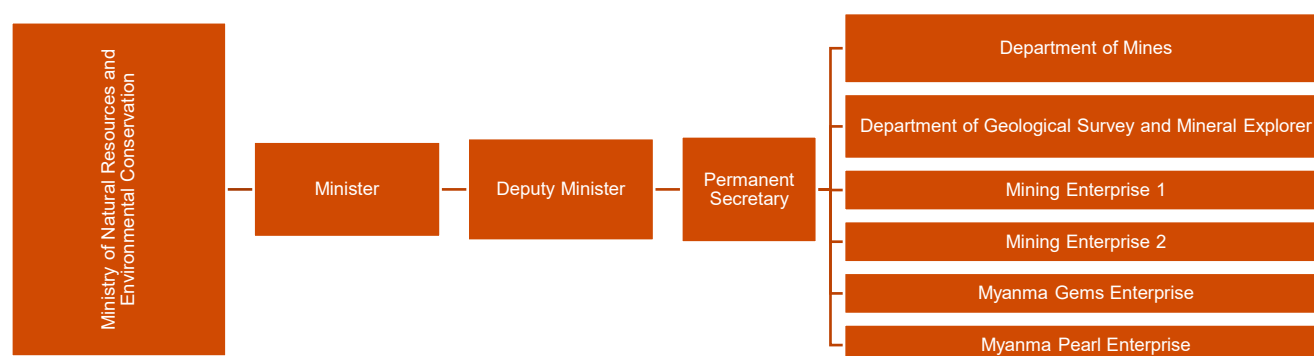 Ministry of Natural Resources and
Environmental Conservation
Minister
Deputy Minister
Permanent
Secretary
Department of Mines
Department of Geological Survey and Mineral Explorer
Mining Enterprise 1
Mining Enterprise 2
Myanma Gems Enterprise
Myanma Pearl Enterprise